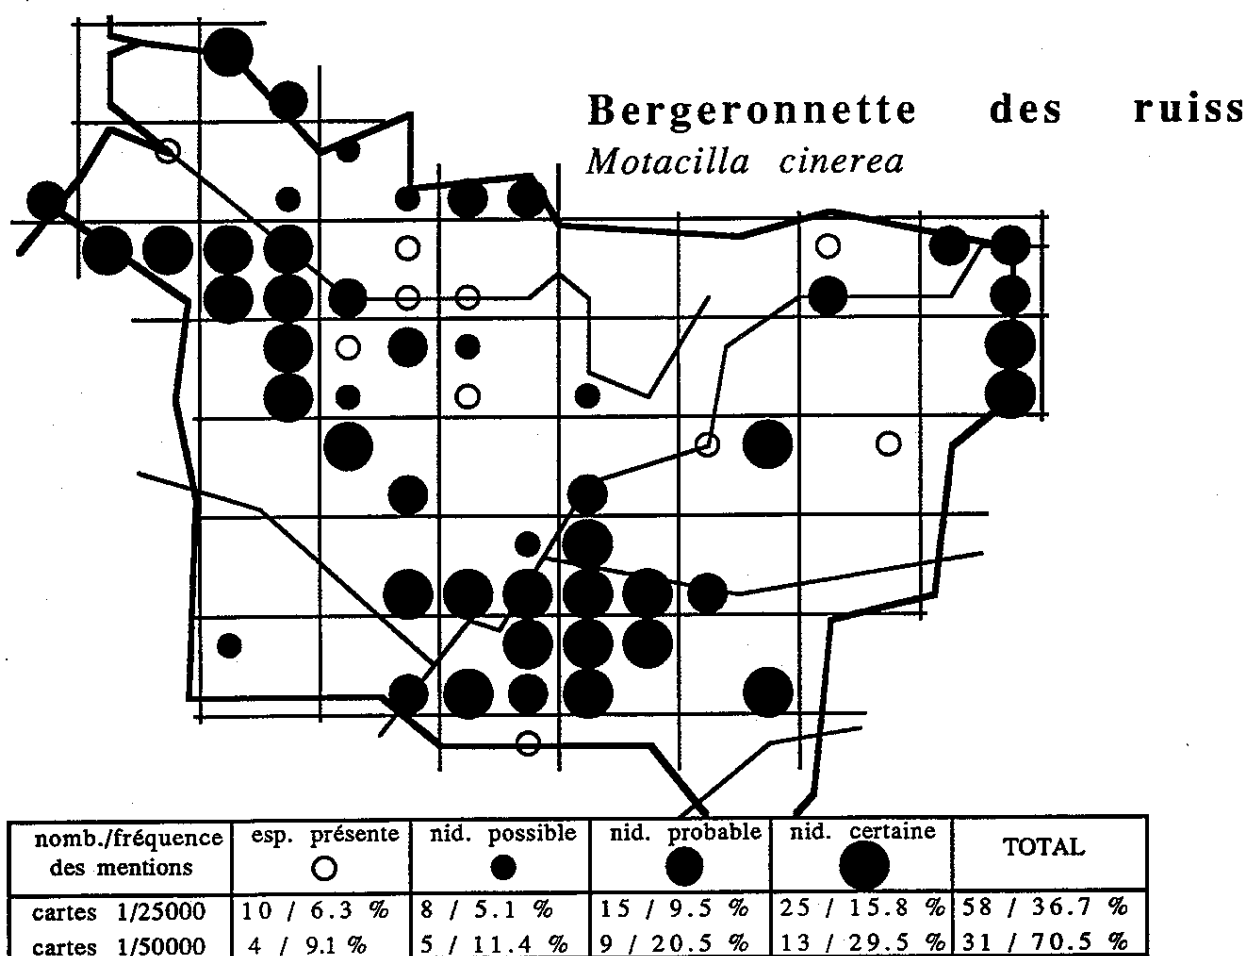 Bergeronnette des ruiss
Motacilla cinerea
nomb./fréquence des mentions esp. présente nid. possible nid. probable nid. certaine TOTAL
cartes 1/25000 10 / 6.3 % 8 / 5.1 % 15 / 9.5 % 25 / 15.8 % 58 / 36.7 %
cartes 1/50000 4 / 9.1 % 5 / 11.4 % 9 / 20.5 % 13 / 29.5 % 31 / 70.5 %